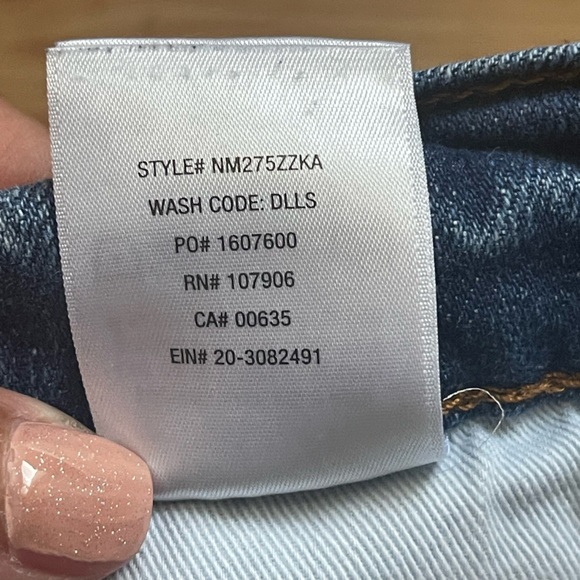 STYLE# NM275ZZKA
WASH CODE: DLLS
PO# 1607600
RN# 107906
CA# 00635
EIN# 20-3082491